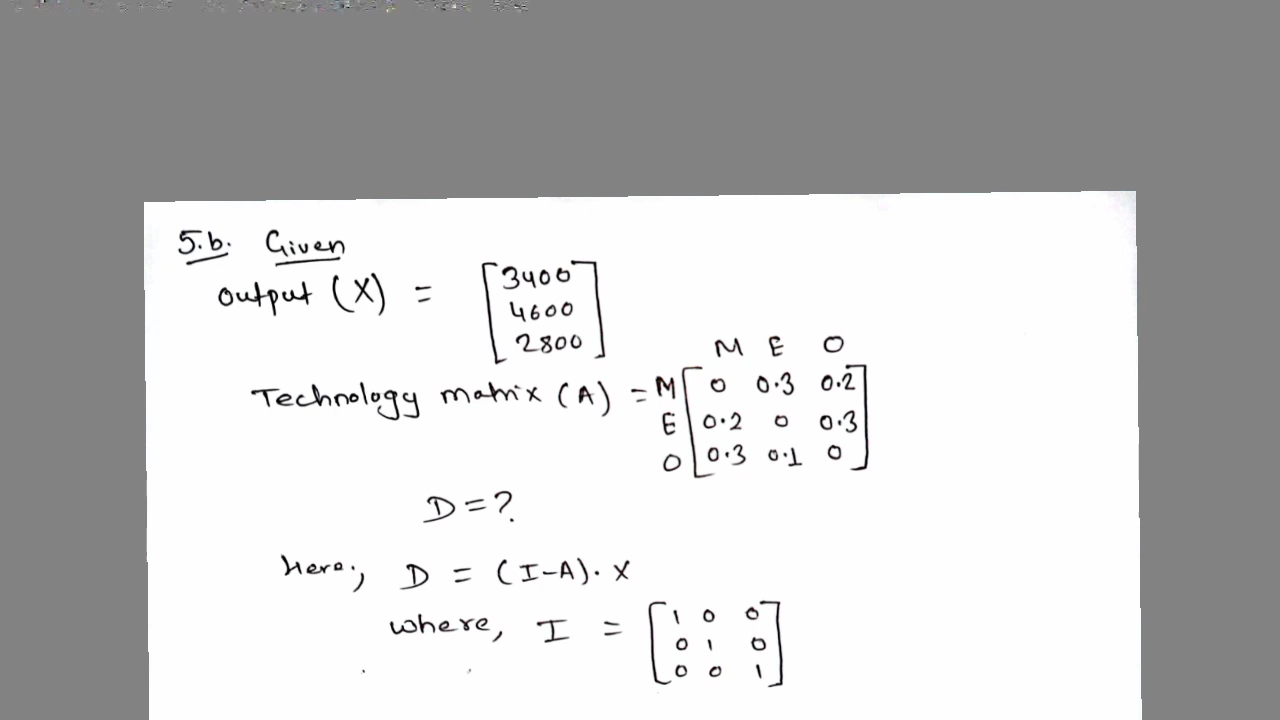 5.b. Given
output (X) = [3400
4600
2800]
M E O
Technology matrix (A) = M [0 0.3 0.2
E 0.2 0 0.3
O 0.3 0.1 0]
D = ?
Here, D = (I-A). X
where, I = [1 0 0
0 1 0
0 0 1]